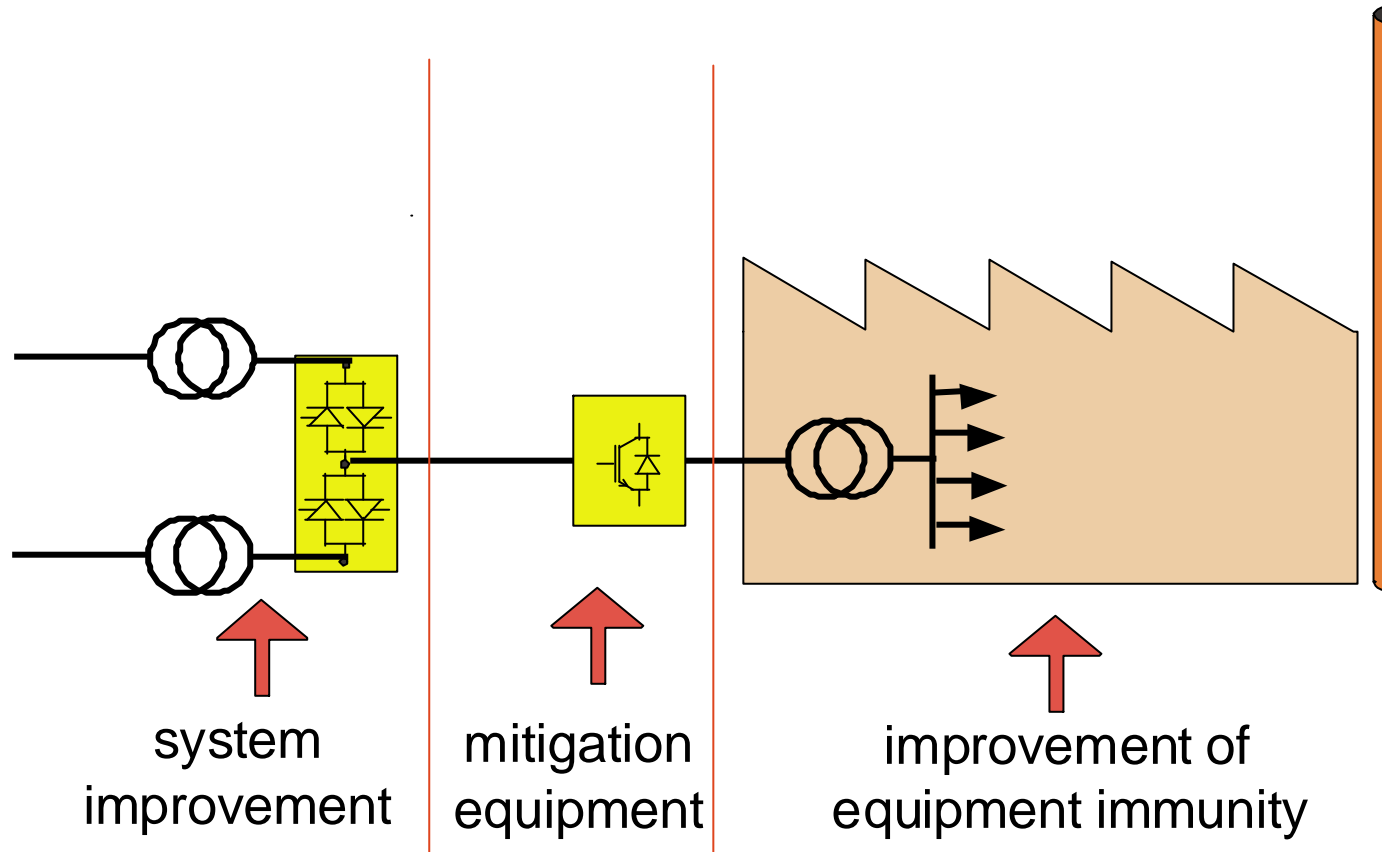 system
improvement
mitigation
equipment
improvement of
equipment immunity